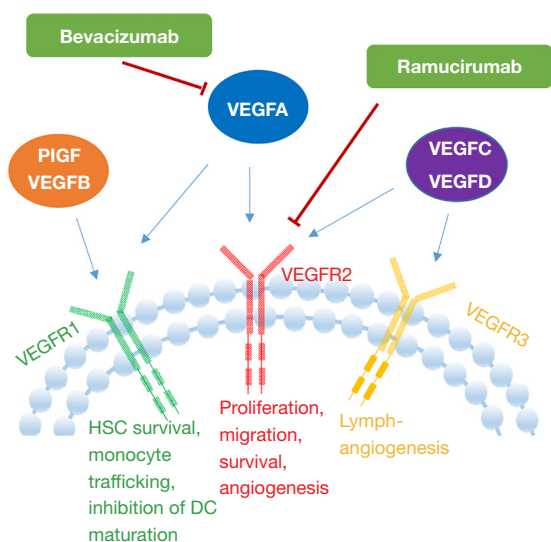 Bevacizumab
Ramucirumab
VEGFA
PIGF
VEGFB
VEGFC
VEGFD
VEGFR1
VEGFR2
VEGFR3
HSC survival,
monocyte
trafficking,
inhibition of DC
maturation
Proliferation,
migration,
survival,
angiogenesis
Lymph-
angiogenesis